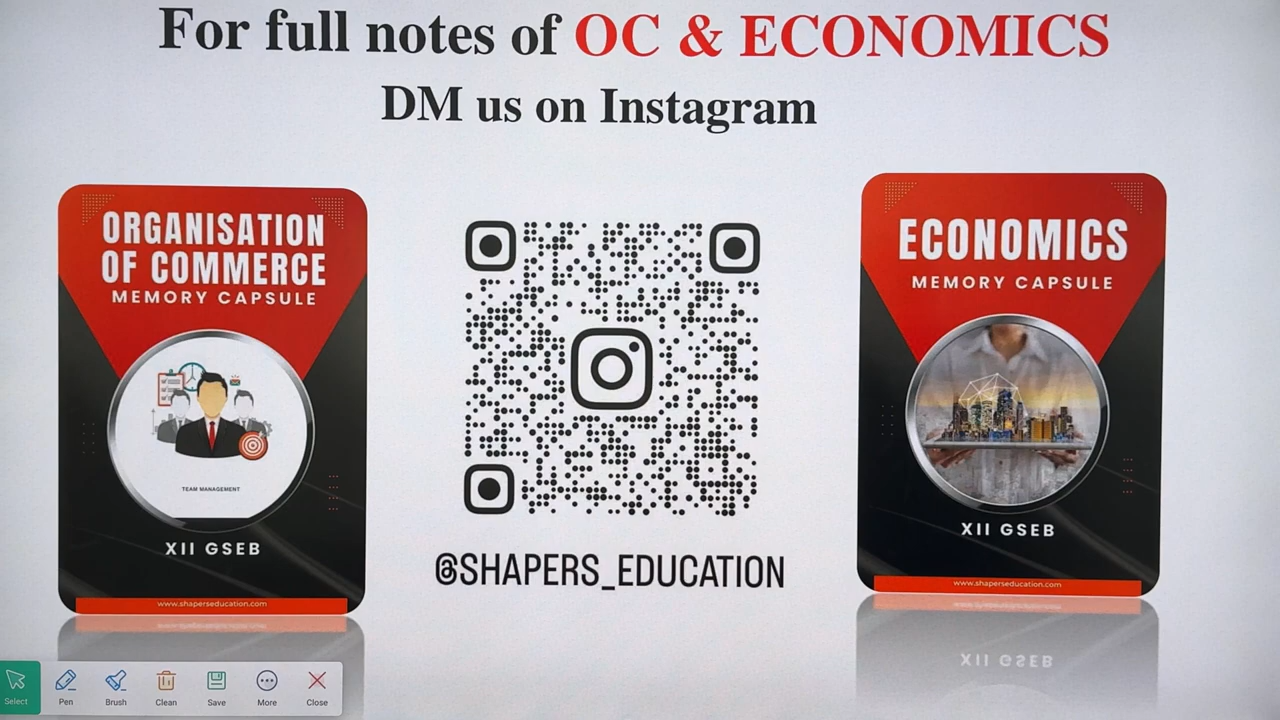 For full notes of OC & ECONOMICS
DM us on Instagram
ORGANISATION
OF COMMERCE
MEMORY CAPSULE
TEAM MANAGEMENT
XII GSEB
www.shaperseducation.com
@SHAPERS_EDUCATION
ECONOMICS
MEMORY CAPSULE
XII GSEB
www.shaperseducation.com
XII GSEB
Select
Pen
Brush
Clean
Save
More
Close